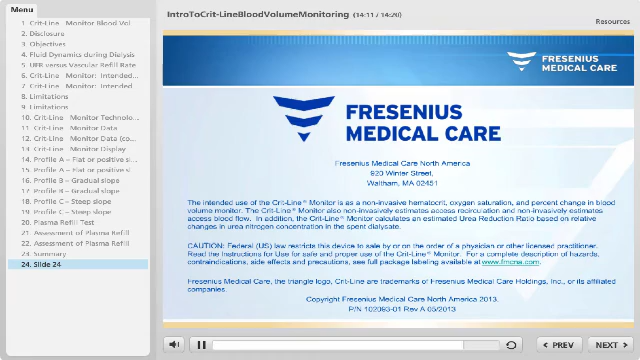 Menu
1. Crit-Line Monitor Blood Vol...
2. Disclosure
3. Objectives
4. Fluid Dynamics during Dialysis
5. UFR versus Vascular Refill Rate
6. Crit-Line Monitor: Intended...
7. Crit-Line Monitor: Intended...
8. Limitations
9. Limitations
10. Crit-Line Monitor Technolo...
11. Crit-Line Monitor Data
12. Crit-Line Monitor Data (co...
13. Crit-Line Monitor Display
14. Profile A – Flat or positive sl...
15. Profile A – Flat or positive sl...
16. Profile B – Gradual slope
17. Profile B – Gradual slope
18. Profile C – Steep slope
19. Profile C – Steep slope
20. Plasma Refill Test
21. Assessment of Plasma Refill
22. Assessment of Plasma Refill
23. Summary
24. Slide 24
IntroToCrit-LineBloodVolumeMonitoring (14:11 / 14:20)
Resources
FRESENIUS
MEDICAL CARE
FRESENIUS
MEDICAL CARE
Fresenius Medical Care North America
920 Winter Street,
Waltham, MA 02451
The intended use of the Crit-Line® Monitor is as a non-invasive hematocrit, oxygen saturation, and percent change in blood
volume monitor. The Crit-Line® Monitor also non-invasively estimates access recirculation and non-invasively estimates
access blood flow. In addition, the Crit-Line® Monitor calculates an estimated Urea Reduction Ratio based on relative
changes in urea nitrogen concentration in the spent dialysate.
CAUTION: Federal (US) law restricts this device to sale by or on the order of a physician or other licensed practitioner.
Read the Instructions for Use for safe and proper use of the Crit-Line® Monitor. For a complete description of hazards,
contraindications, side effects and precautions, see full package labeling available at www.fmcna.com.
Fresenius Medical Care, the triangle logo, Crit-Line are trademarks of Fresenius Medical Care Holdings, Inc., or its affiliated
companies.
Copyright Fresenius Medical Care North America 2013.
P/N 102093-01 Rev A 05/2013
PREV
NEXT